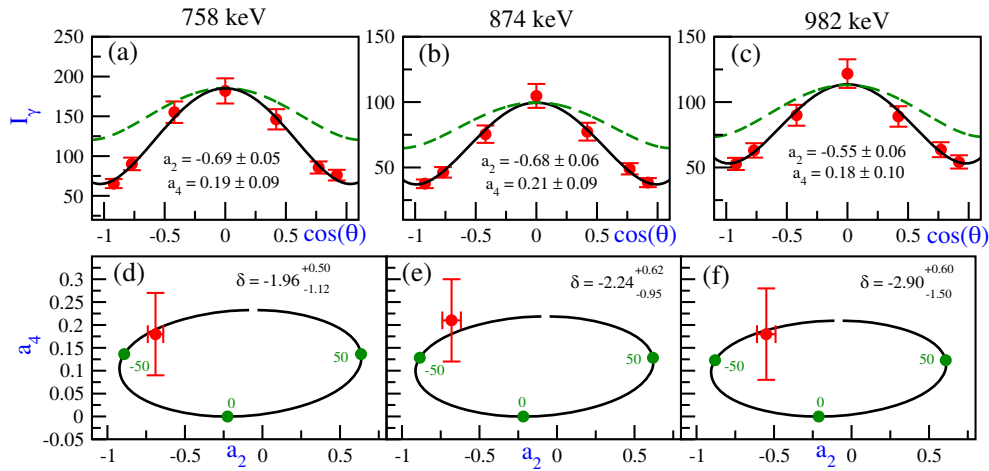 758 keV 874 keV 982 keV
250 150 150
(a) (b) (c)
200
100 100
150
I_γ
100
50 50
50
a_2 = -0.69 ± 0.05
a_4 = 0.19 ± 0.09
a_2 = -0.68 ± 0.06
a_4 = 0.21 ± 0.09
a_2 = -0.55 ± 0.06
a_4 = 0.18 ± 0.10
-1 -0.5 0 0.5 cos(θ) -1 -0.5 0 0.5 cos(θ) -1 -0.5 0 0.5 cos(θ)
(d) (e) (f)
δ = -1.96 +0.50 -1.12
δ = -2.24 +0.62 -0.95
δ = -2.90 +0.60 -1.50
0.3
0.25
0.2
0.15
0.1
0.05
0
-0.05
a_4
-50 0 50
-50 0 50
-50 0 50
-1 -0.5 a_2 0 0.5 -1 -0.5 a_2 0 0.5 -1 -0.5 a_2 0 0.5